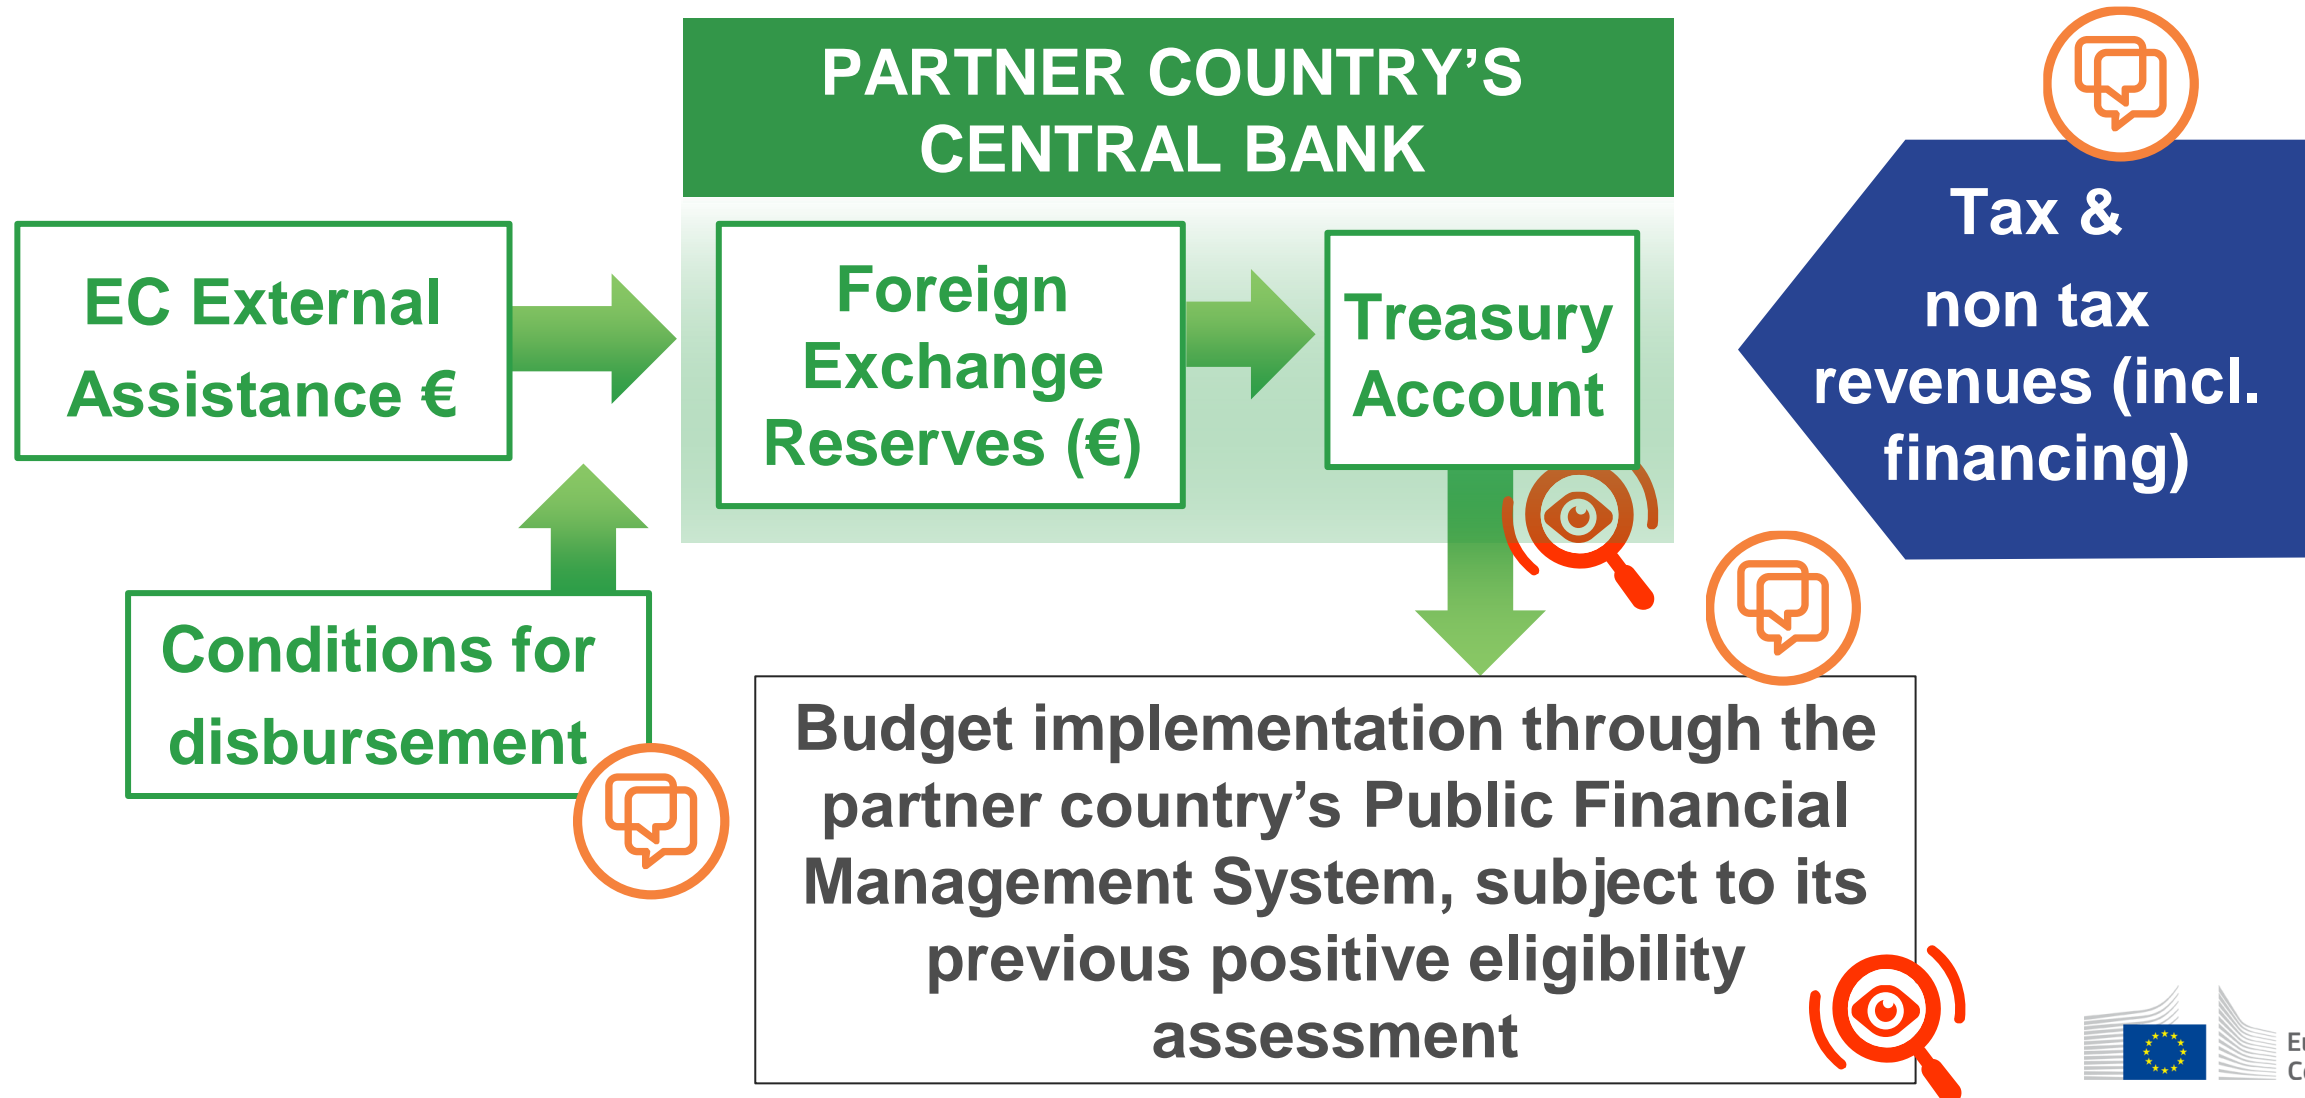 PARTNER COUNTRY’S
CENTRAL BANK
EC External
Assistance €
Foreign
Exchange
Reserves (€)
Treasury
Account
Tax &
non tax
revenues (incl.
financing)
Conditions for
disbursement
Budget implementation through the
partner country’s Public Financial
Management System, subject to its
previous positive eligibility
assessment